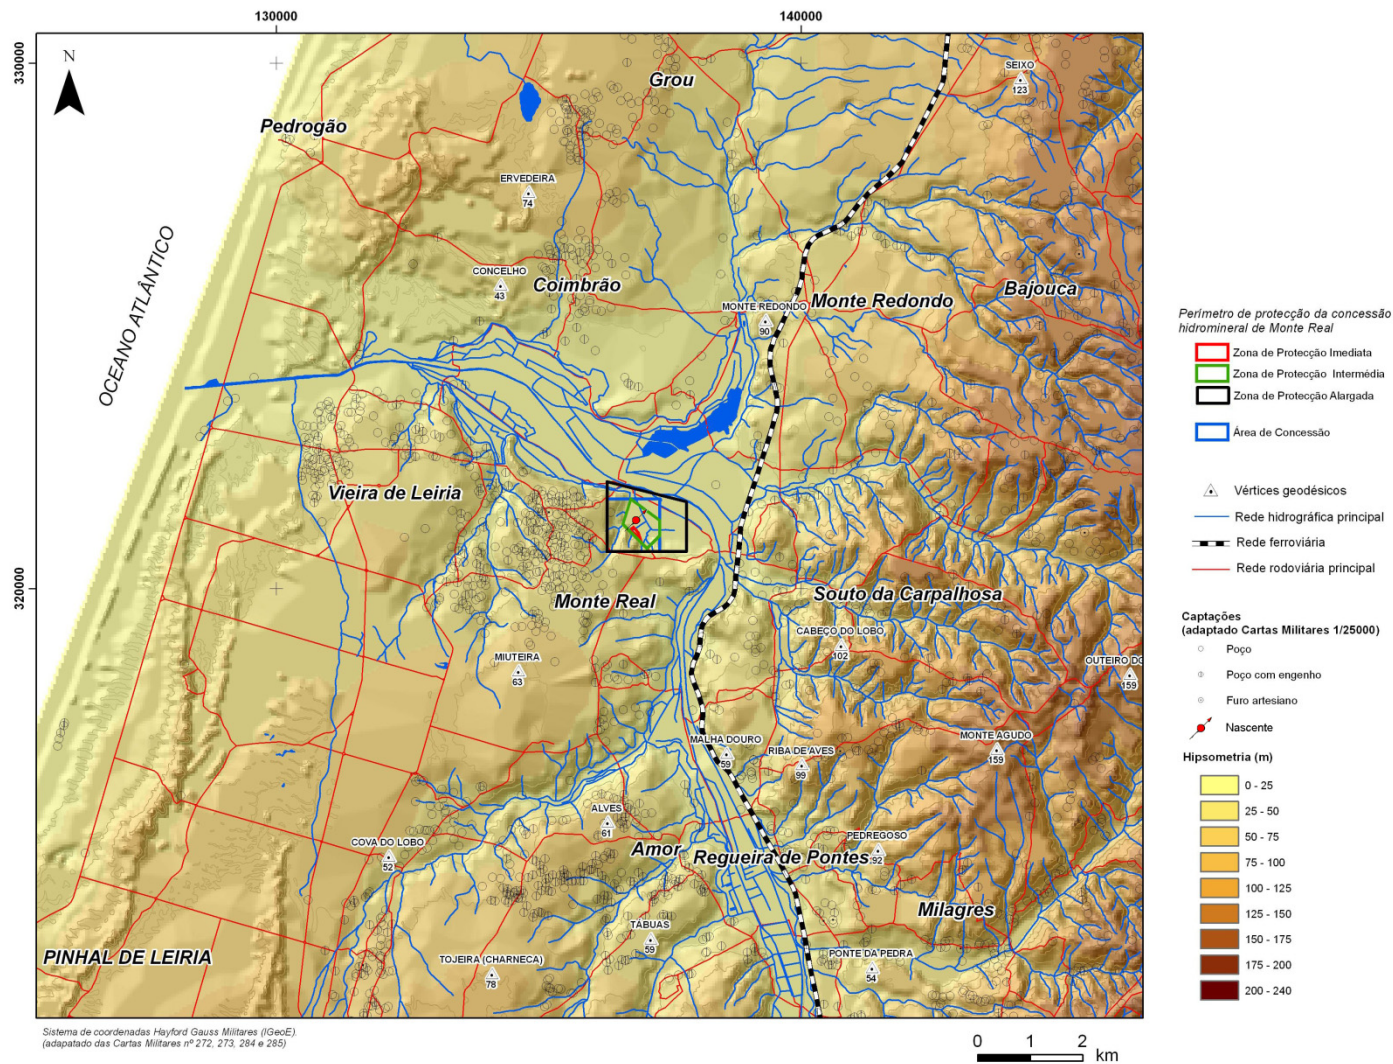 130000
140000
330000
320000
N
Grou
SEIXO
123
Pedrogão
ERVEDEIRA
74
OCEANO ATLÂNTICO
CONCELHO
43
Coimbrão
MONTE REDONDO
90
Monte Redondo
Bajouca
Vieira de Leiria
Monte Real
Souto da Carpalhosa
CABEÇO DO LOBO
102
MIUTEIRA
63
OUTEIRO DO
159
MALHA DOURO
59
RIBA DE AVES
99
MONTE AGUDO
159
ALVES
61
COVA DO LOBO
52
Amor
Regueira de Pontes
PEDREGOSO
92
Milagres
TABUAS
59
PINHAL DE LEIRIA
TOJEIRA (CHARNECA)
78
PONTE DA PEDRA
54
Perímetro de protecção da concessão
hidromineral de Monte Real
Zona de Protecção Imediata
Zona de Protecção Intermédia
Zona de Protecção Alargada
Área de Concessão
Vértices geodésicos
Rede hidrográfica principal
Rede ferroviária
Rede rodoviária principal
Captações
(adaptado Cartas Militares 1/25000)
Poço
Poço com engenho
Furo artesiano
Nascente
Hipsometria (m)
0 - 25
25 - 50
50 - 75
75 - 100
100 - 125
125 - 150
150 - 175
175 - 200
200 - 240
Sistema de coordenadas Hayford Gauss Militares (IGeoE).
(adapatado das Cartas Militares nº 272, 273, 284 e 285)
0 1 2
km